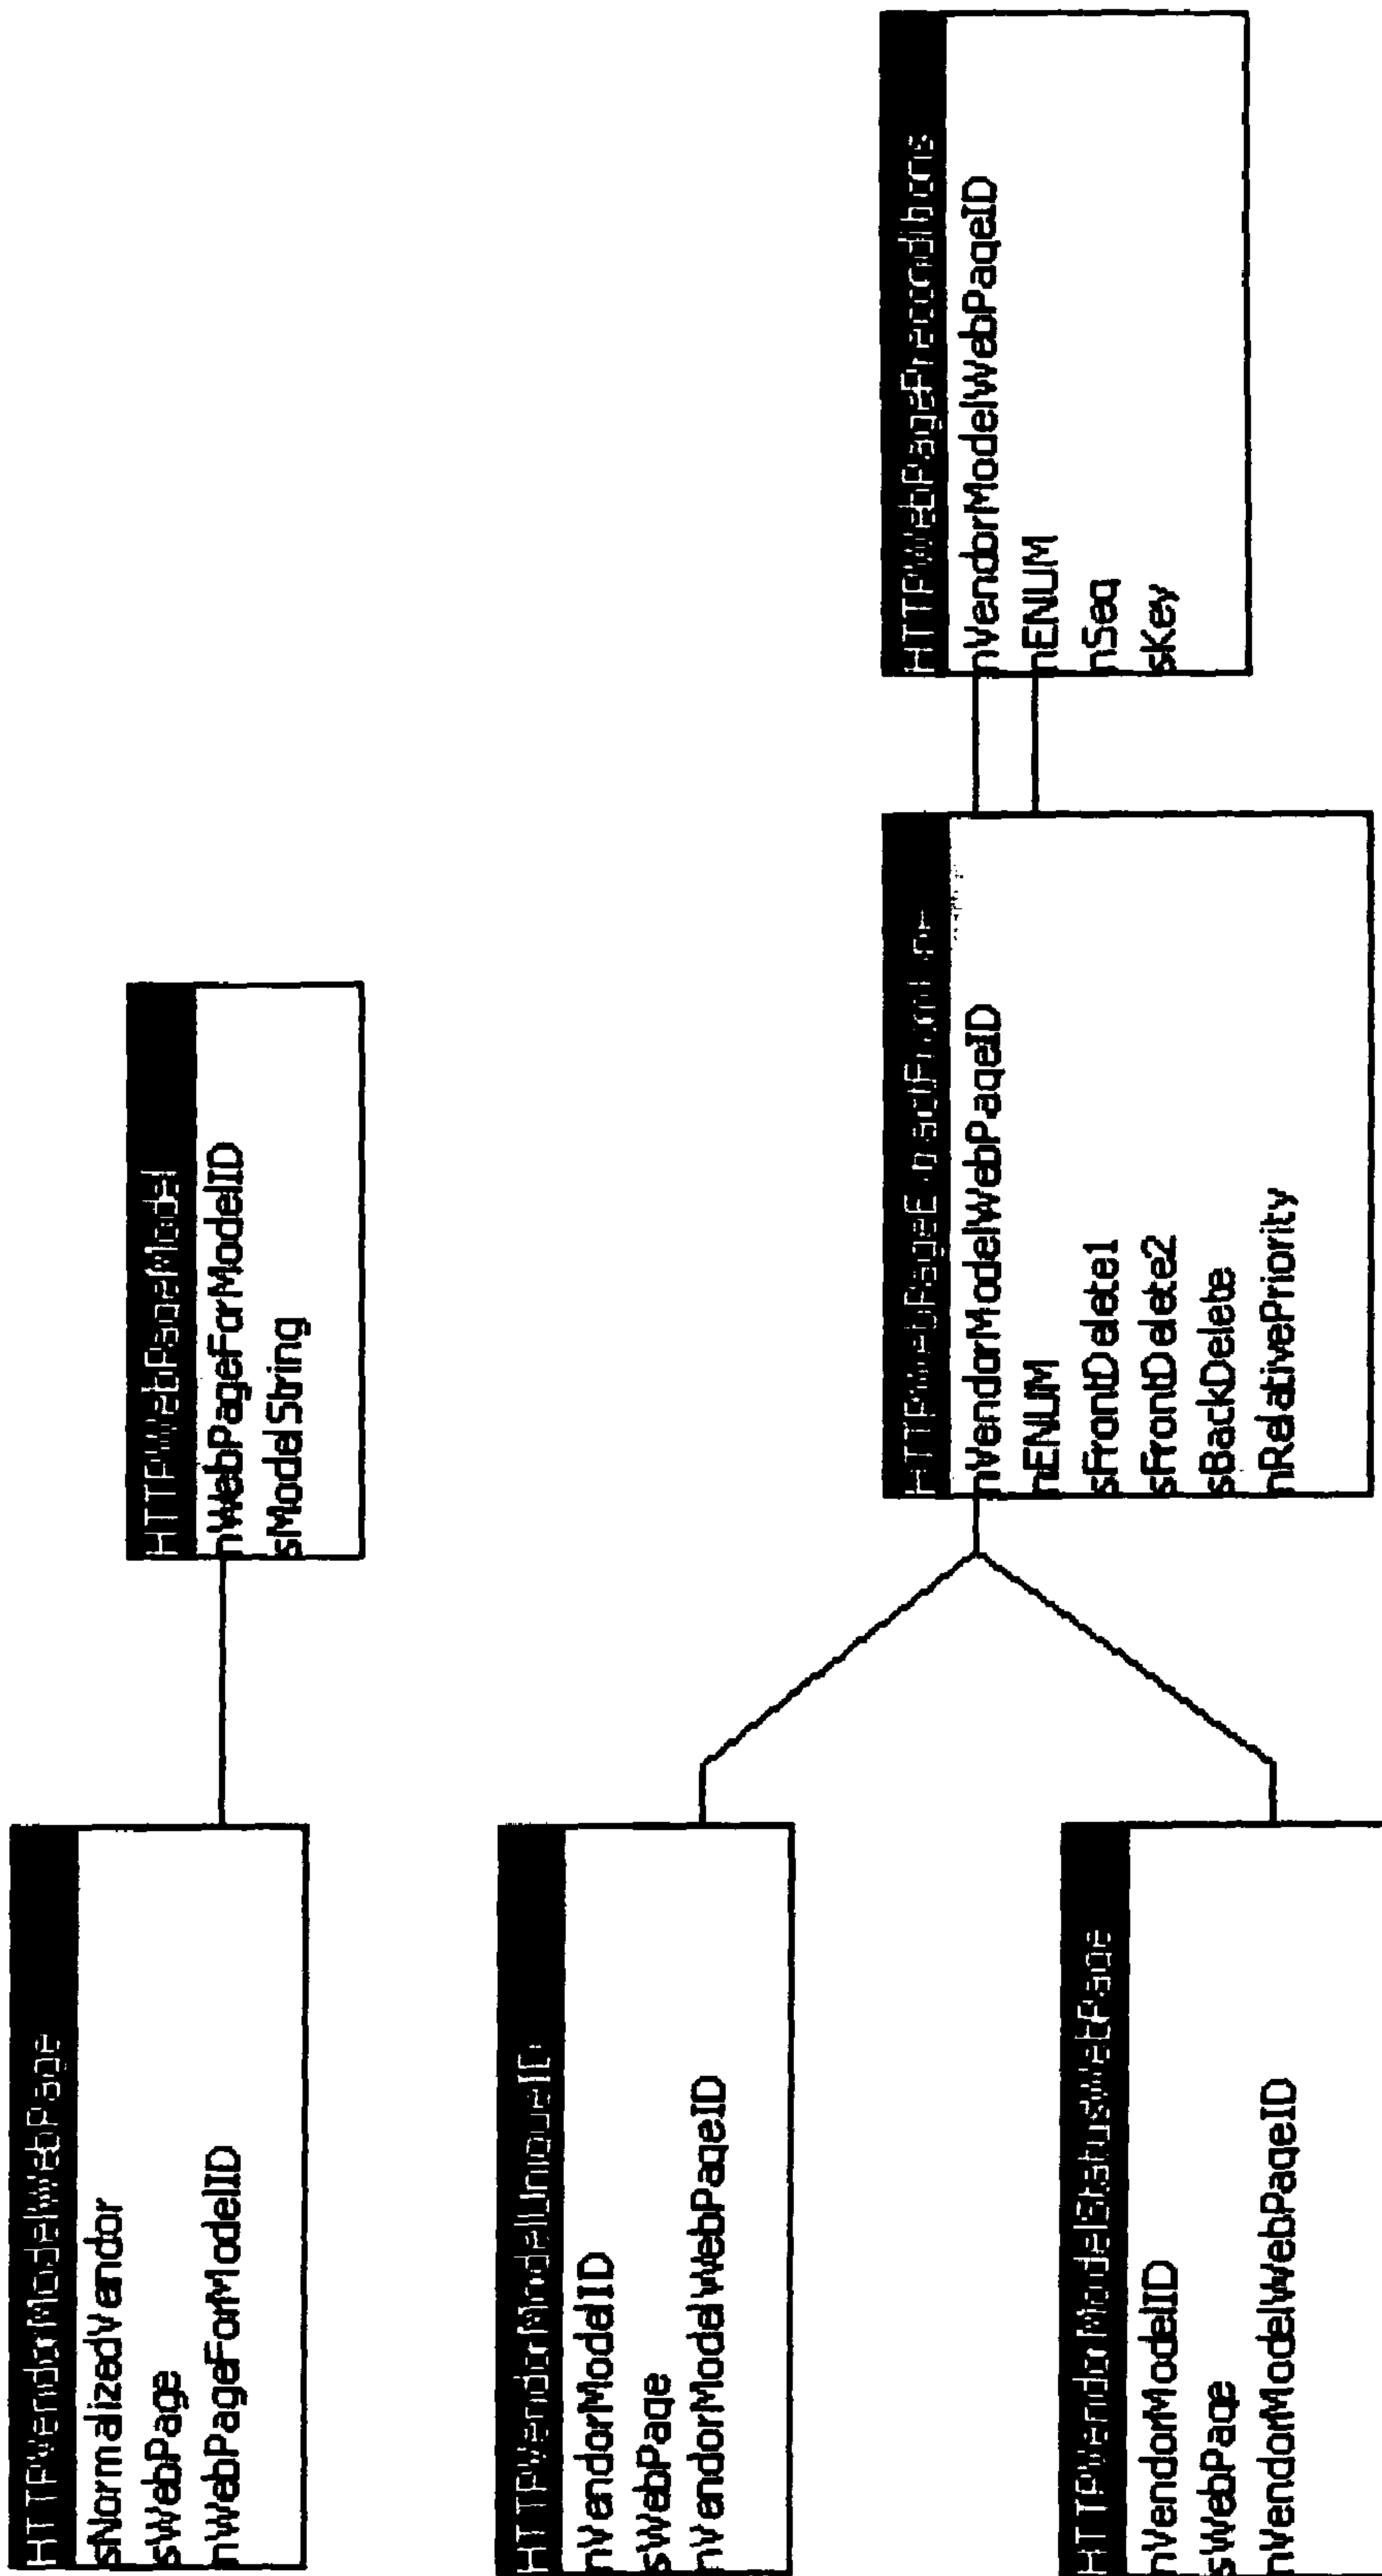 HTTPVendorModelWebPage
sNormalizedVendor
sWebPage
nWebPageForModelID
HTTPWebPageModel
nWebPageForModelID
sModelString
HTTPVendorModelUniqueID
nVendorModelID
sWebPage
nVendorModelWebPageID
HTTPVendorModelStatusWebPage
nVendorModelID
sWebPage
nVendorModelWebPageID
nVendorModelWebPageID
nENUM
sFrontDelete1
sFrontDelete2
sBackDelete
nRelativePriority
HTTPWebPagePreconditions
nVendorModelWebPageID
nENUM
nSeq
sKey